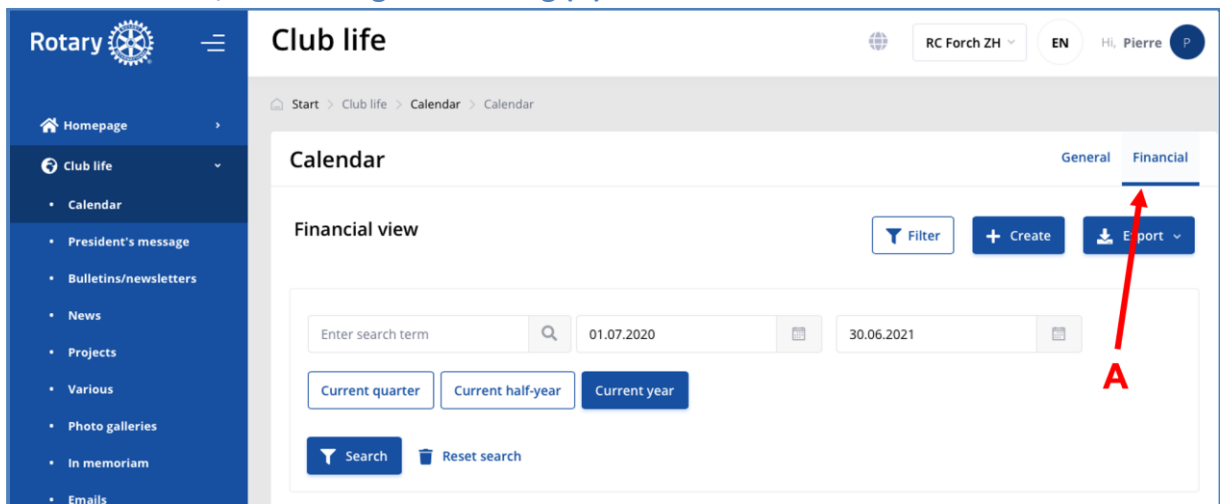 Rotary
Club life
RC Forch ZH
EN
Hi, Pierre
P
Start > Club life > Calendar > Calendar
Homepage
Club life
Calendar
President's message
Bulletins/newsletters
News
Projects
Various
Photo galleries
In memoriam
Emails
Calendar
General
Financial
Financial view
Filter
+ Create
Export
Enter search term
01.07.2020
30.06.2021
Current quarter
Current half-year
Current year
Search
Reset search
A